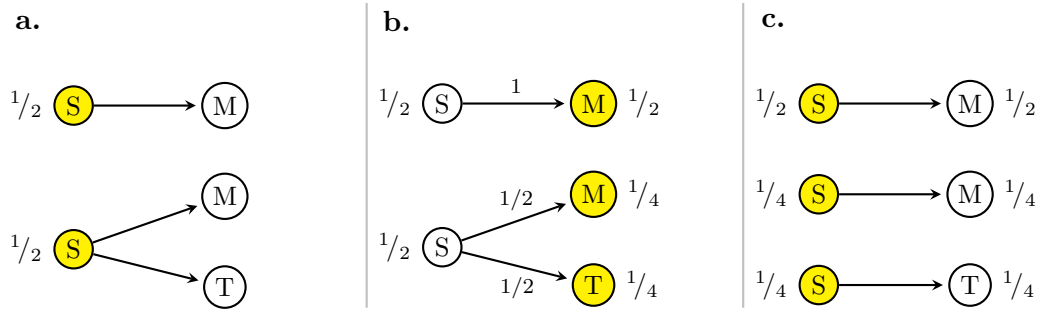 a.
1/2 S M
M
1/2 S
T
b.
1
1/2 S M 1/2
1/2 M 1/4
1/2 S
1/2 T 1/4
c.
1/2 S M 1/2
1/4 S M 1/4
1/4 S T 1/4